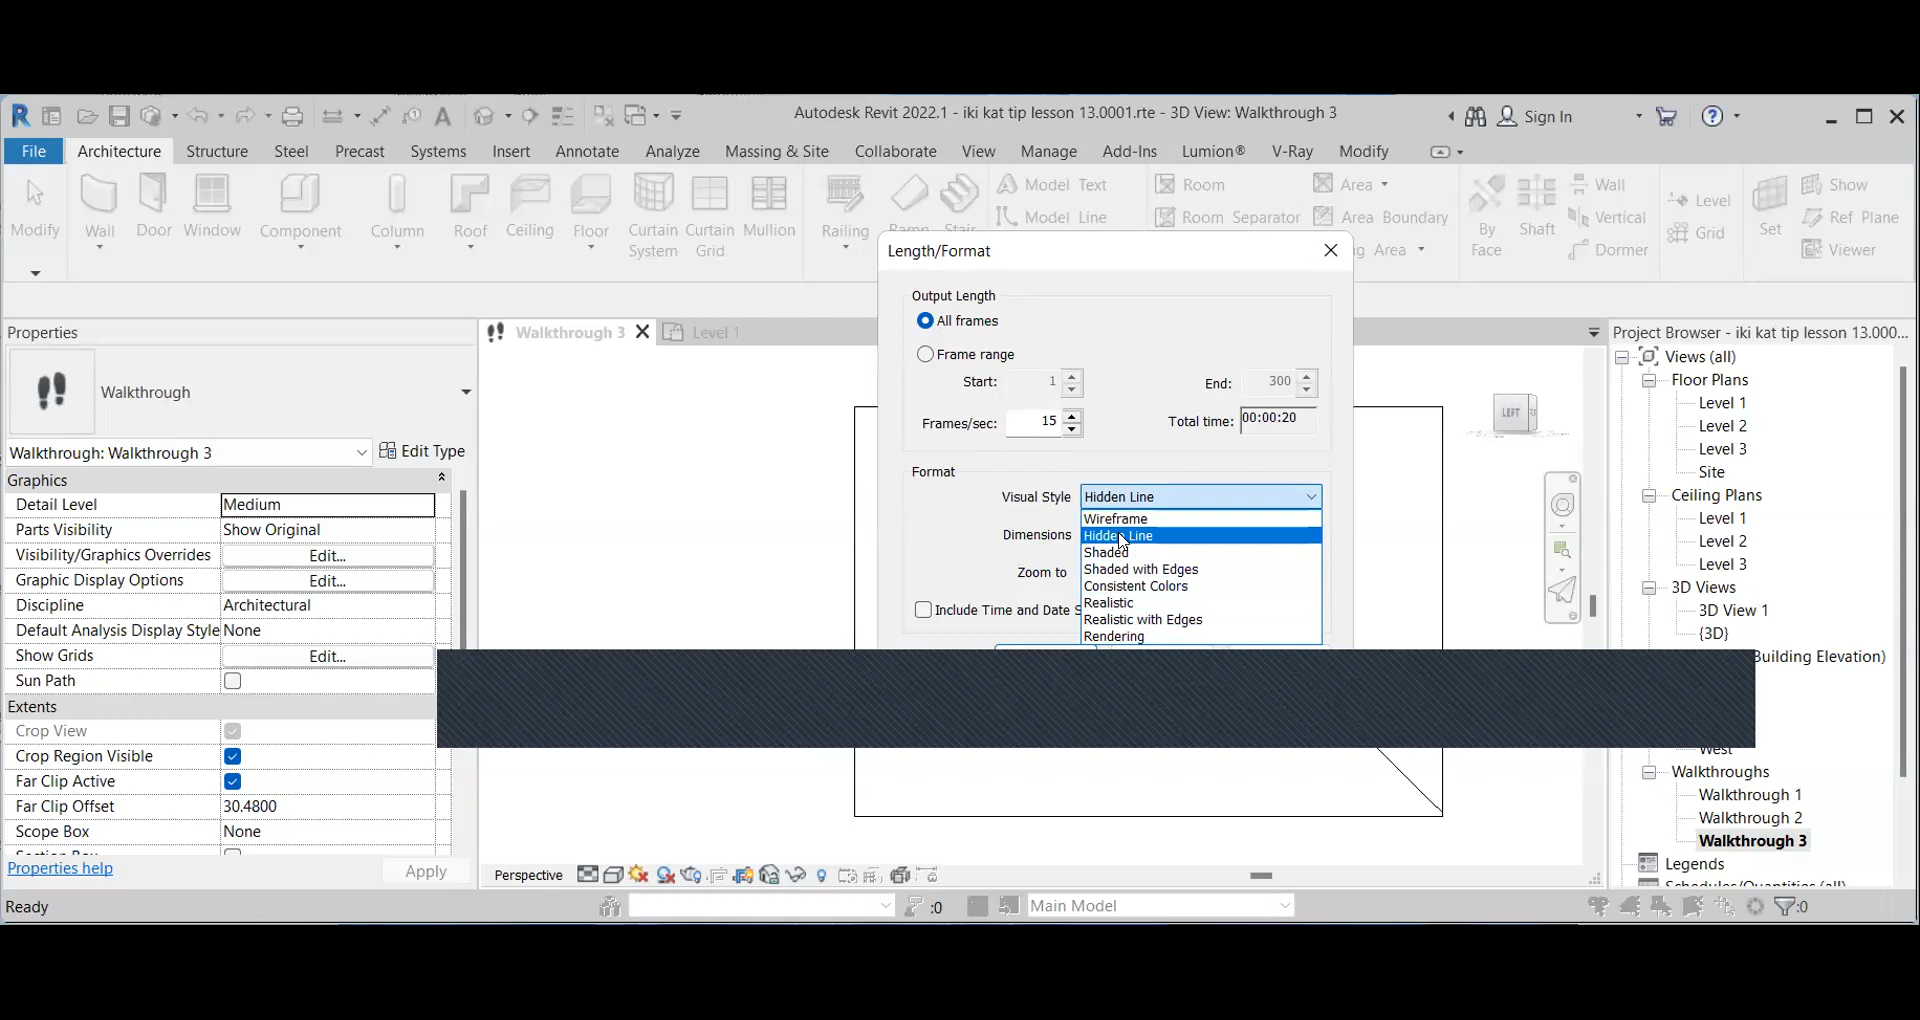 Autodesk Revit 2022.1 - iki kat tip lesson 13.0001.rte - 3D View: Walkthrough 3
Sign In
File Architecture Structure Steel Precast Systems Insert Annotate Analyze Massing & Site Collaborate View Manage Add-Ins Lumion® V-Ray Modify
Modify
Wall
Door
Window
Component
Column
Roof
Ceiling
Floor
Curtain System
Curtain Grid
Mullion
Railing
Ramp
Stair
Model Text
Model Line
Room
Room Separator
Area
Area Boundary
Area
By Face
Shaft
Wall
Vertical
Dormer
Level
Grid
Set
Show
Ref Plane
Viewer
Properties
Walkthrough
Walkthrough: Walkthrough 3
Edit Type
Graphics
Detail Level Medium
Parts Visibility Show Original
Visibility/Graphics Overrides Edit...
Graphic Display Options Edit...
Discipline Architectural
Default Analysis Display Style None
Show Grids Edit...
Sun Path
Extents
Crop View
Crop Region Visible
Far Clip Active
Far Clip Offset 30.4800
Scope Box None
Properties help
Apply
Walkthrough 3
Level 1
Length/Format
Output Length
All frames
Frame range
Start: 1
End: 300
Frames/sec: 15
Total time: 00:00:20
Format
Visual Style Hidden Line
Wireframe
Dimensions
Hidden Line
Shaded
Shaded with Edges
Zoom to
Consistent Colors
Realistic
Include Time and Date S
Realistic with Edges
Rendering
LEFT
Project Browser - iki kat tip lesson 13.000...
Views (all)
Floor Plans
Level 1
Level 2
Level 3
Site
Ceiling Plans
Level 1
Level 2
Level 3
3D Views
3D View 1
{3D}
Building Elevation)
West
Walkthroughs
Walkthrough 1
Walkthrough 2
Walkthrough 3
Legends
Schedules/Quantities (all)
Perspective
Ready
:0
Main Model
:0